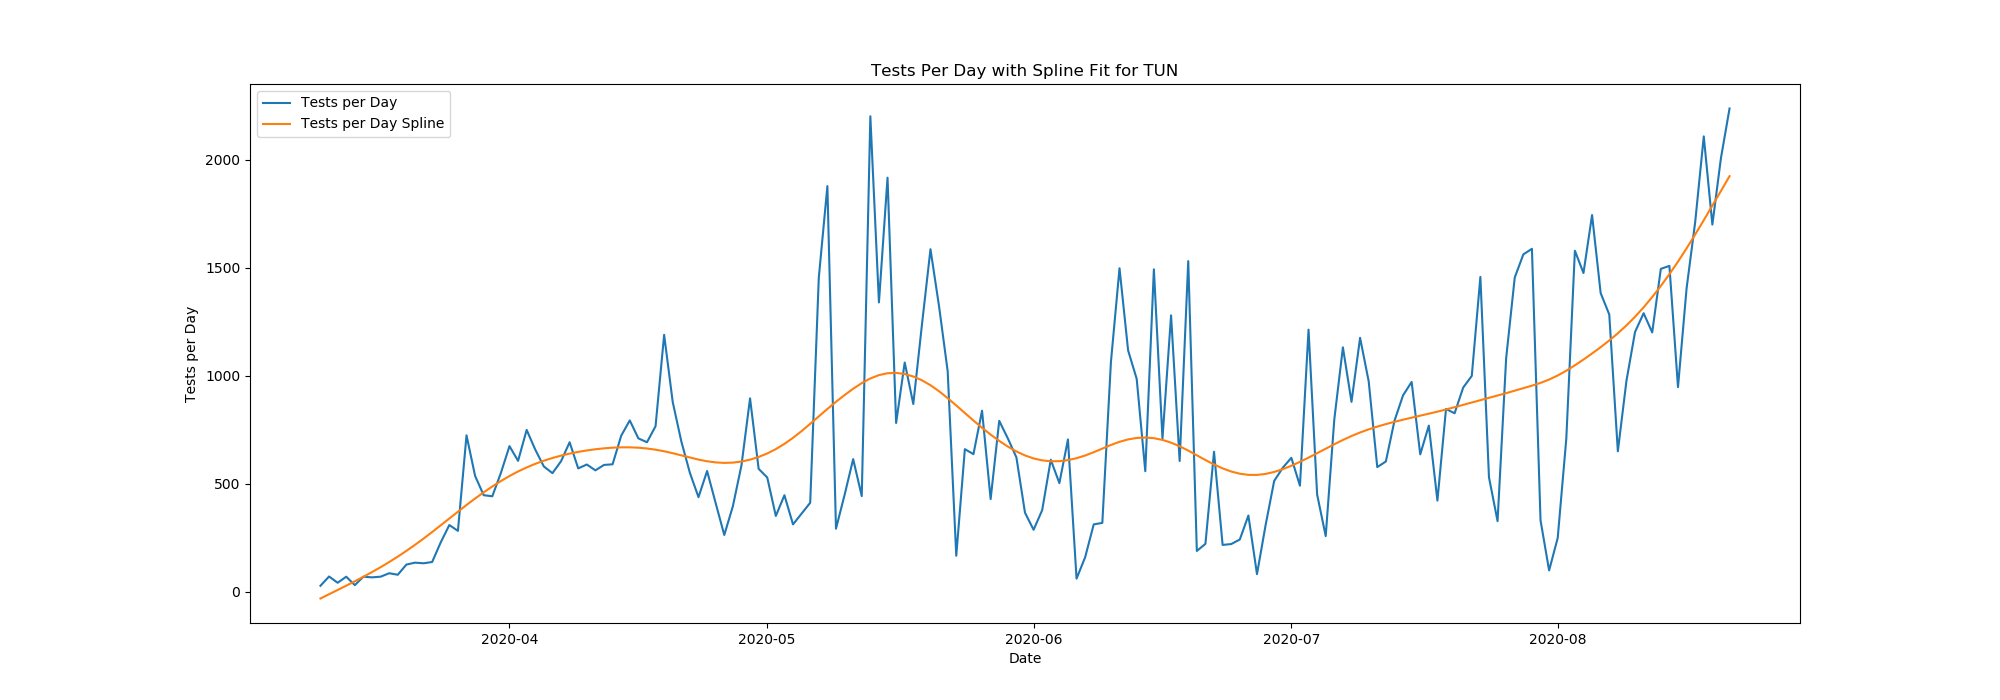 Tests Per Day with Spline Fit for TUN
Tests per Day
Tests per Day Spline
2000
1500
1000
500
0
Tests per Day
2020-04
2020-05
2020-06
2020-07
2020-08
Date